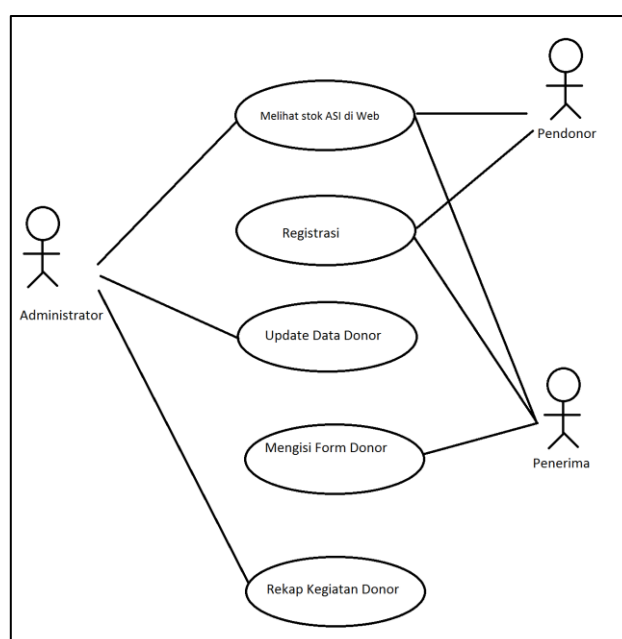 Melihat stok ASI di Web
Pendonor
Registrasi
Administrator
Update Data Donor
Mengisi Form Donor
Penerima
Rekap Kegiatan Donor